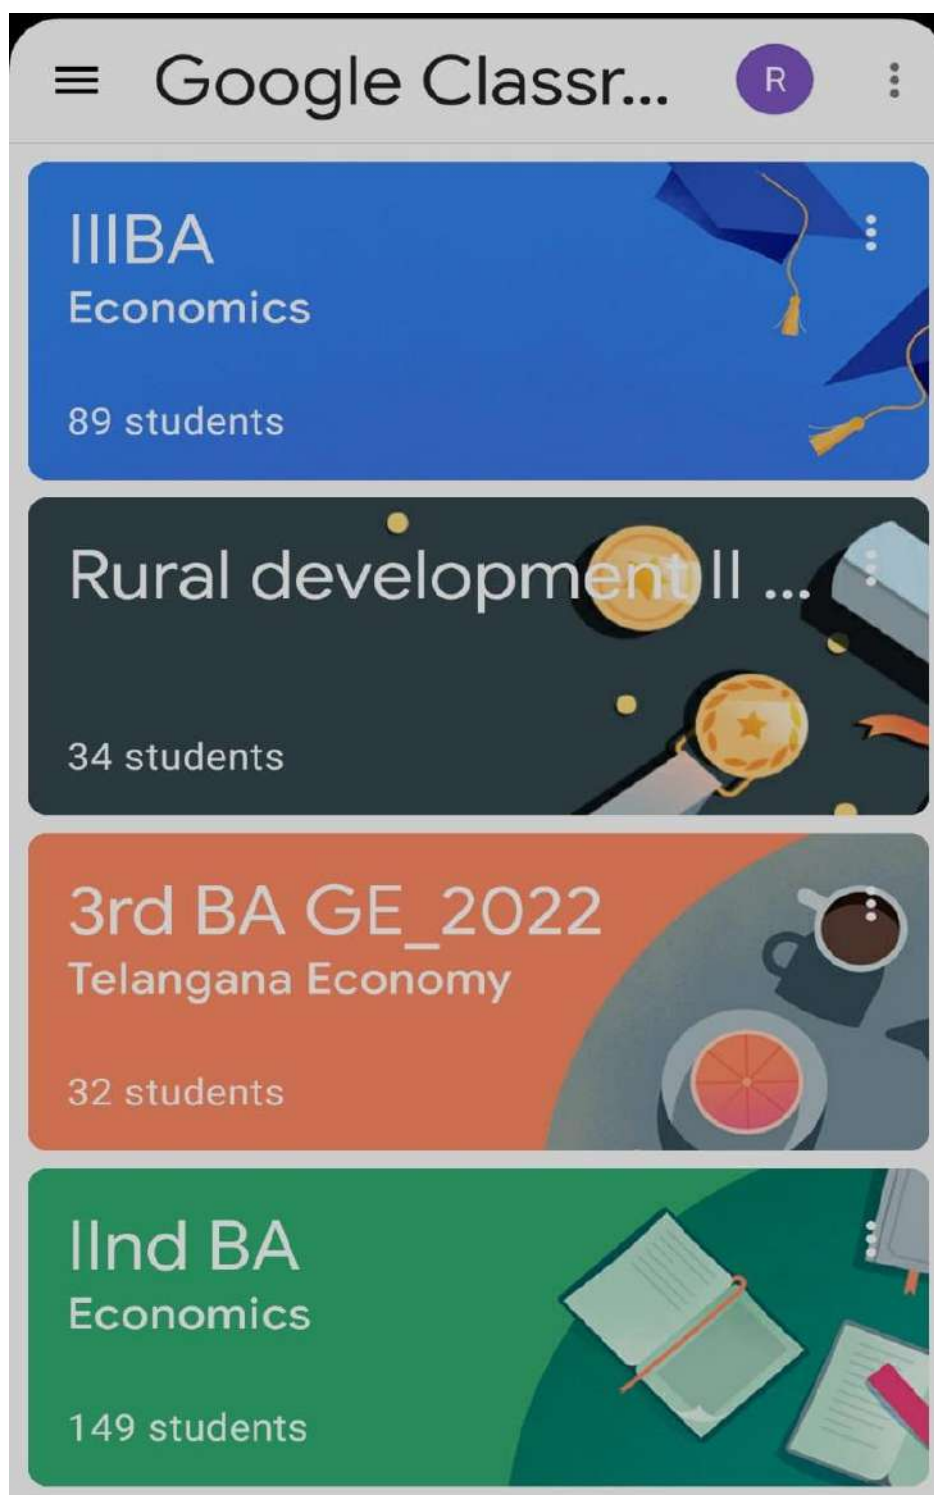 Google Classr...
R
IIIBA
Economics
89 students
Rural development II ...
34 students
3rd BA GE_2022
Telangana Economy
32 students
IInd BA
Economics
149 students